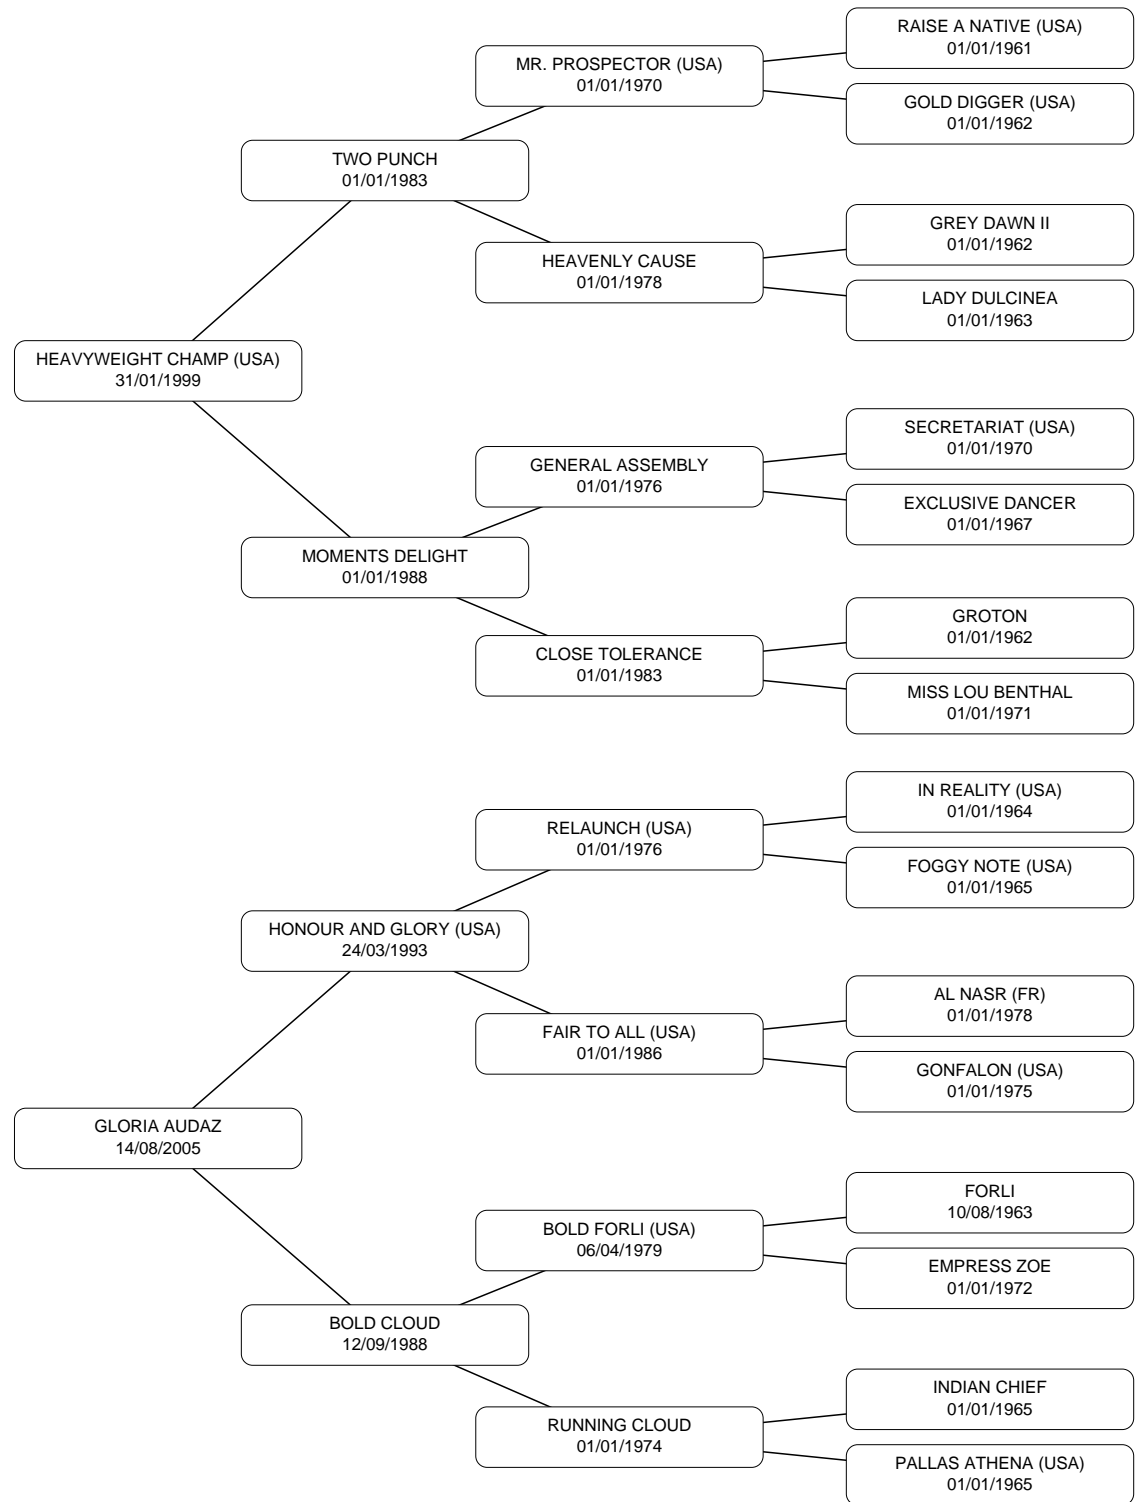 RAISE A NATIVE (USA)
01/01/1961
MR. PROSPECTOR (USA)
01/01/1970
GOLD DIGGER (USA)
01/01/1962
TWO PUNCH
01/01/1983
GREY DAWN II
01/01/1962
HEAVENLY CAUSE
01/01/1978
LADY DULCINEA
01/01/1963
HEAVYWEIGHT CHAMP (USA)
31/01/1999
SECRETARIAT (USA)
01/01/1970
GENERAL ASSEMBLY
01/01/1976
EXCLUSIVE DANCER
01/01/1967
MOMENTS DELIGHT
01/01/1988
GROTON
01/01/1962
CLOSE TOLERANCE
01/01/1983
MISS LOU BENTHAL
01/01/1971
IN REALITY (USA)
01/01/1964
RELAUNCH (USA)
01/01/1976
FOGGY NOTE (USA)
01/01/1965
HONOUR AND GLORY (USA)
24/03/1993
AL NASR (FR)
01/01/1978
FAIR TO ALL (USA)
01/01/1986
GONFALON (USA)
01/01/1975
GLORIA AUDAZ
14/08/2005
FORLI
10/08/1963
BOLD FORLI (USA)
06/04/1979
EMPRESS ZOE
01/01/1972
BOLD CLOUD
12/09/1988
INDIAN CHIEF
01/01/1965
RUNNING CLOUD
01/01/1974
PALLAS ATHENA (USA)
01/01/1965